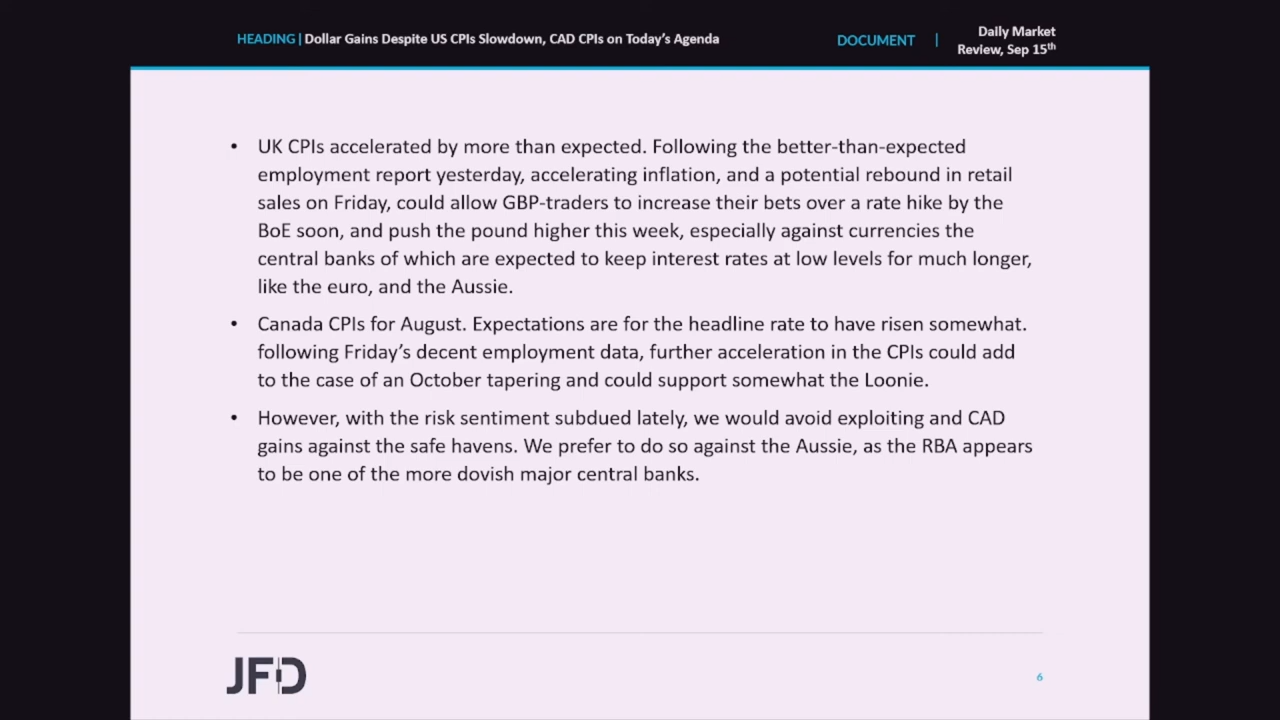 HEADING | Dollar Gains Despite US CPIs Slowdown, CAD CPIs on Today's Agenda
DOCUMENT | Daily Market
Review, Sep 15th
• UK CPIs accelerated by more than expected. Following the better-than-expected
employment report yesterday, accelerating inflation, and a potential rebound in retail
sales on Friday, could allow GBP-traders to increase their bets over a rate hike by the
BoE soon, and push the pound higher this week, especially against currencies the
central banks of which are expected to keep interest rates at low levels for much longer,
like the euro, and the Aussie.
• Canada CPIs for August. Expectations are for the headline rate to have risen somewhat.
following Friday's decent employment data, further acceleration in the CPIs could add
to the case of an October tapering and could support somewhat the Loonie.
• However, with the risk sentiment subdued lately, we would avoid exploiting and CAD
gains against the safe havens. We prefer to do so against the Aussie, as the RBA appears
to be one of the more dovish major central banks.
JFD
6